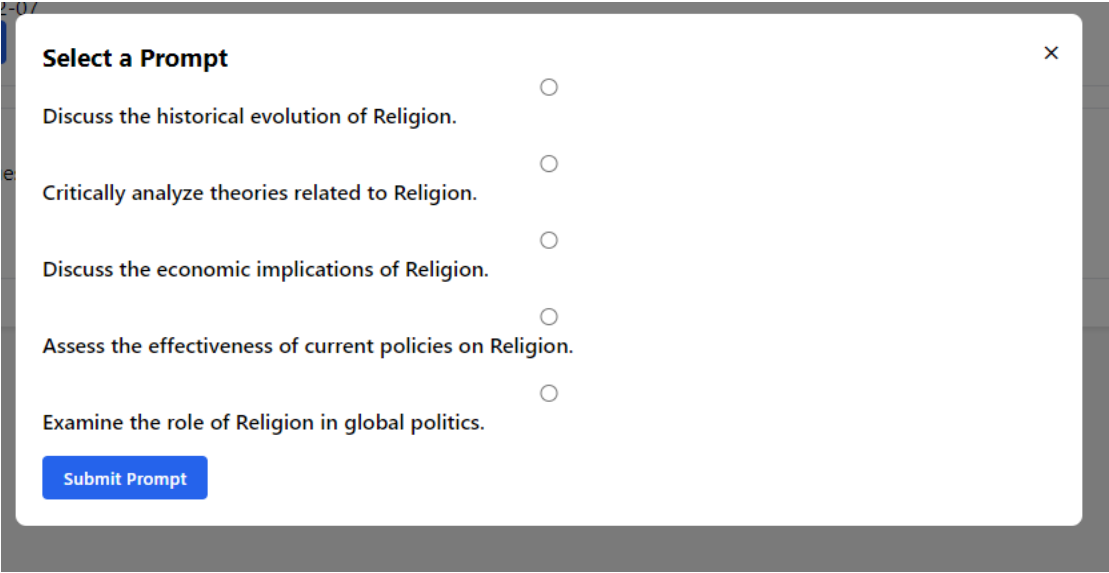 2-07
Select a Prompt
×
Discuss the historical evolution of Religion.
Critically analyze theories related to Religion.
Discuss the economic implications of Religion.
Assess the effectiveness of current policies on Religion.
Examine the role of Religion in global politics.
Submit Prompt